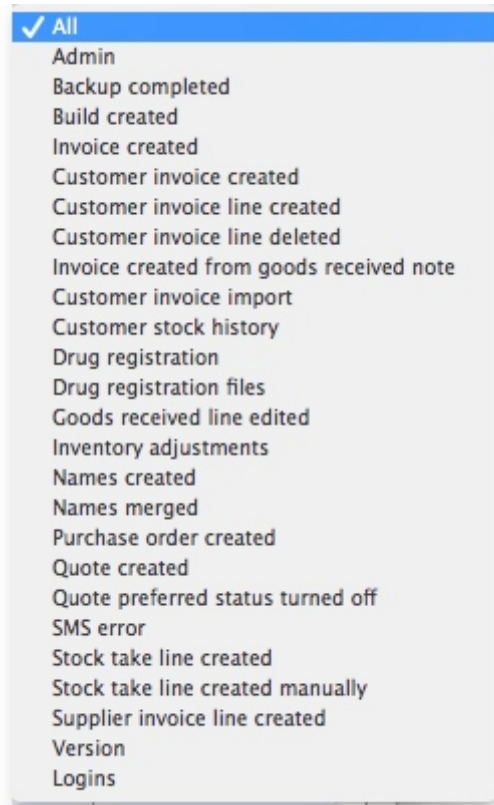 All
Admin
Backup completed
Build created
Invoice created
Customer invoice created
Customer invoice line created
Customer invoice line deleted
Invoice created from goods received note
Customer invoice import
Customer stock history
Drug registration
Drug registration files
Goods received line edited
Inventory adjustments
Names created
Names merged
Purchase order created
Quote created
Quote preferred status turned off
SMS error
Stock take line created
Stock take line created manually
Supplier invoice line created
Version
Logins